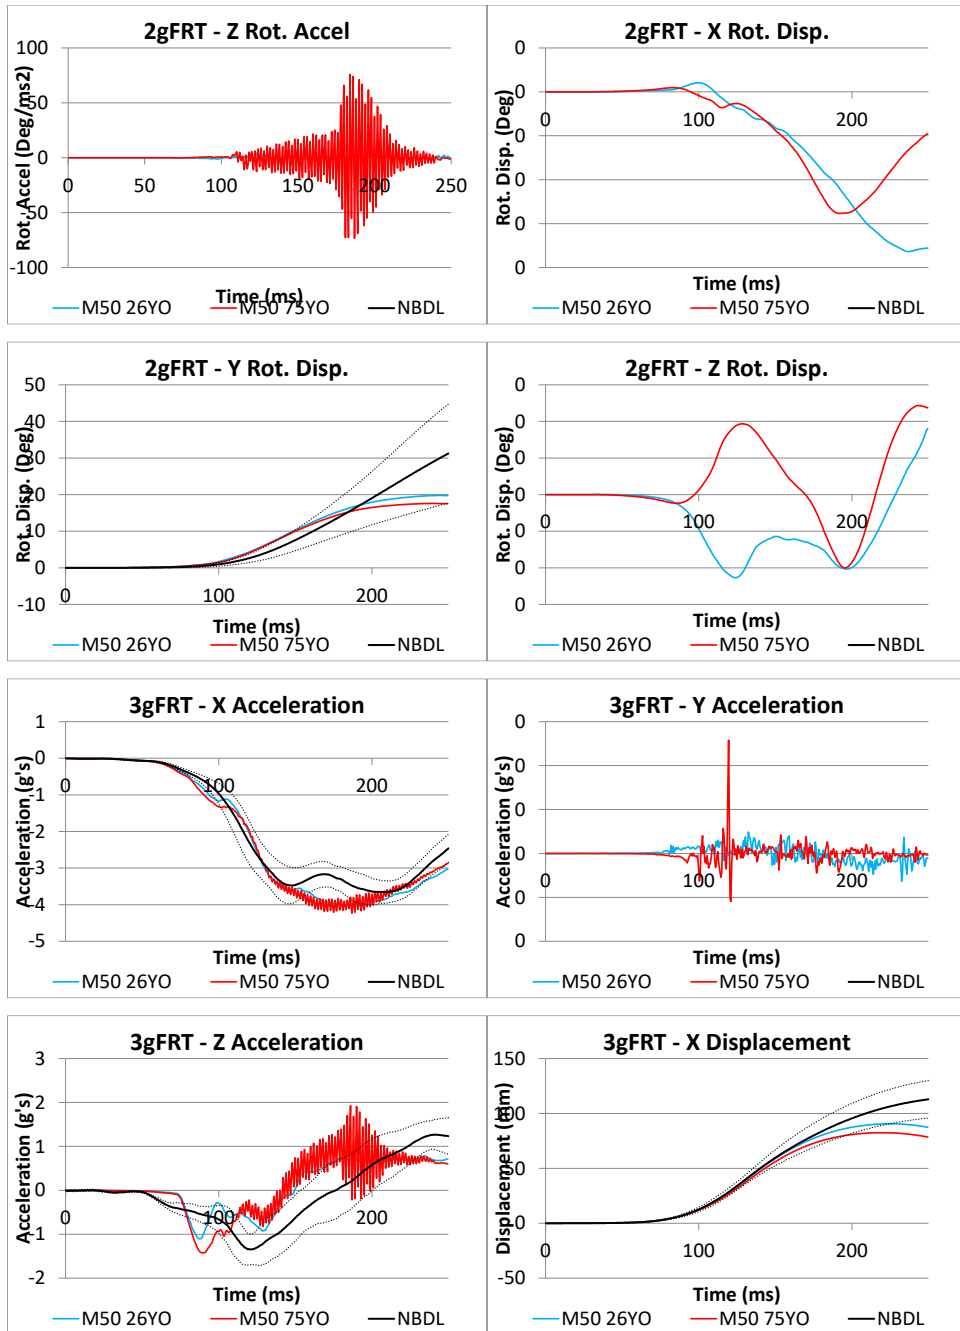 2gFRT - Z Rot. Accel
Rot. Accel (Deg/ms2)
100
50
0
-50
-100
0 50 100 150 200 250
Time (ms)
M50 26YO M50 75YO NBDL
2gFRT - X Rot. Disp.
Rot. Disp. (Deg)
0
0
0
0
0
0
100 200
Time (ms)
M50 26YO M50 75YO NBDL
2gFRT - Y Rot. Disp.
Rot. Disp. (Deg)
50
40
30
20
10
0
-10
0 100 200
Time (ms)
M50 26YO M50 75YO NBDL
2gFRT - Z Rot. Disp.
Rot. Disp. (Deg)
0
0
0
0
0
0
0
100 200
Time (ms)
M50 26YO M50 75YO NBDL
3gFRT - X Acceleration
Acceleration (g's)
1
0
-1
-2
-3
-4
-5
0 100 200
Time (ms)
M50 26YO M50 75YO NBDL
3gFRT - Y Acceleration
Acceleration (g's)
0
0
0
0
0
0
0 100 200
Time (ms)
M50 26YO M50 75YO NBDL
3gFRT - Z Acceleration
Acceleration (g's)
3
2
1
0
-1
-2
0 100 200
Time (ms)
M50 26YO M50 75YO NBDL
3gFRT - X Displacement
Displacement (mm)
150
100
50
0
-50
0 100 200
Time (ms)
M50 26YO M50 75YO NBDL